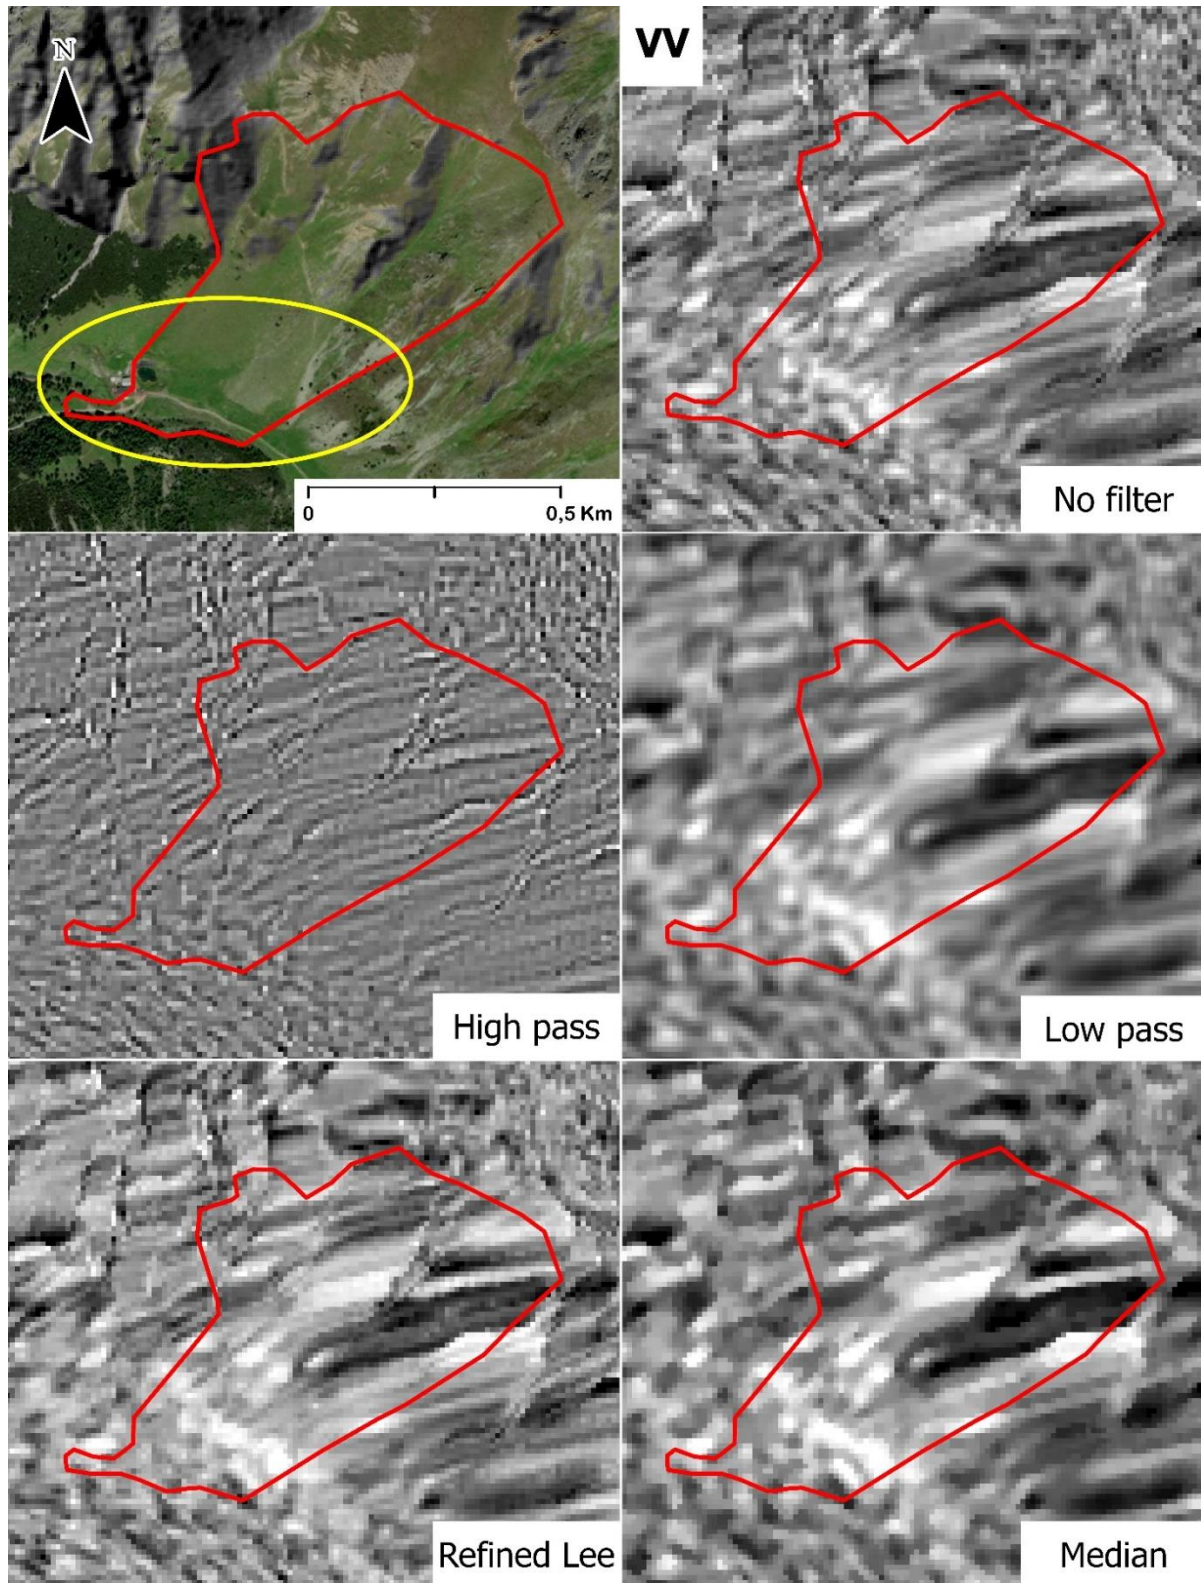 N
VV
0
0,5 Km
No filter
High pass
Low pass
Refined Lee
Median